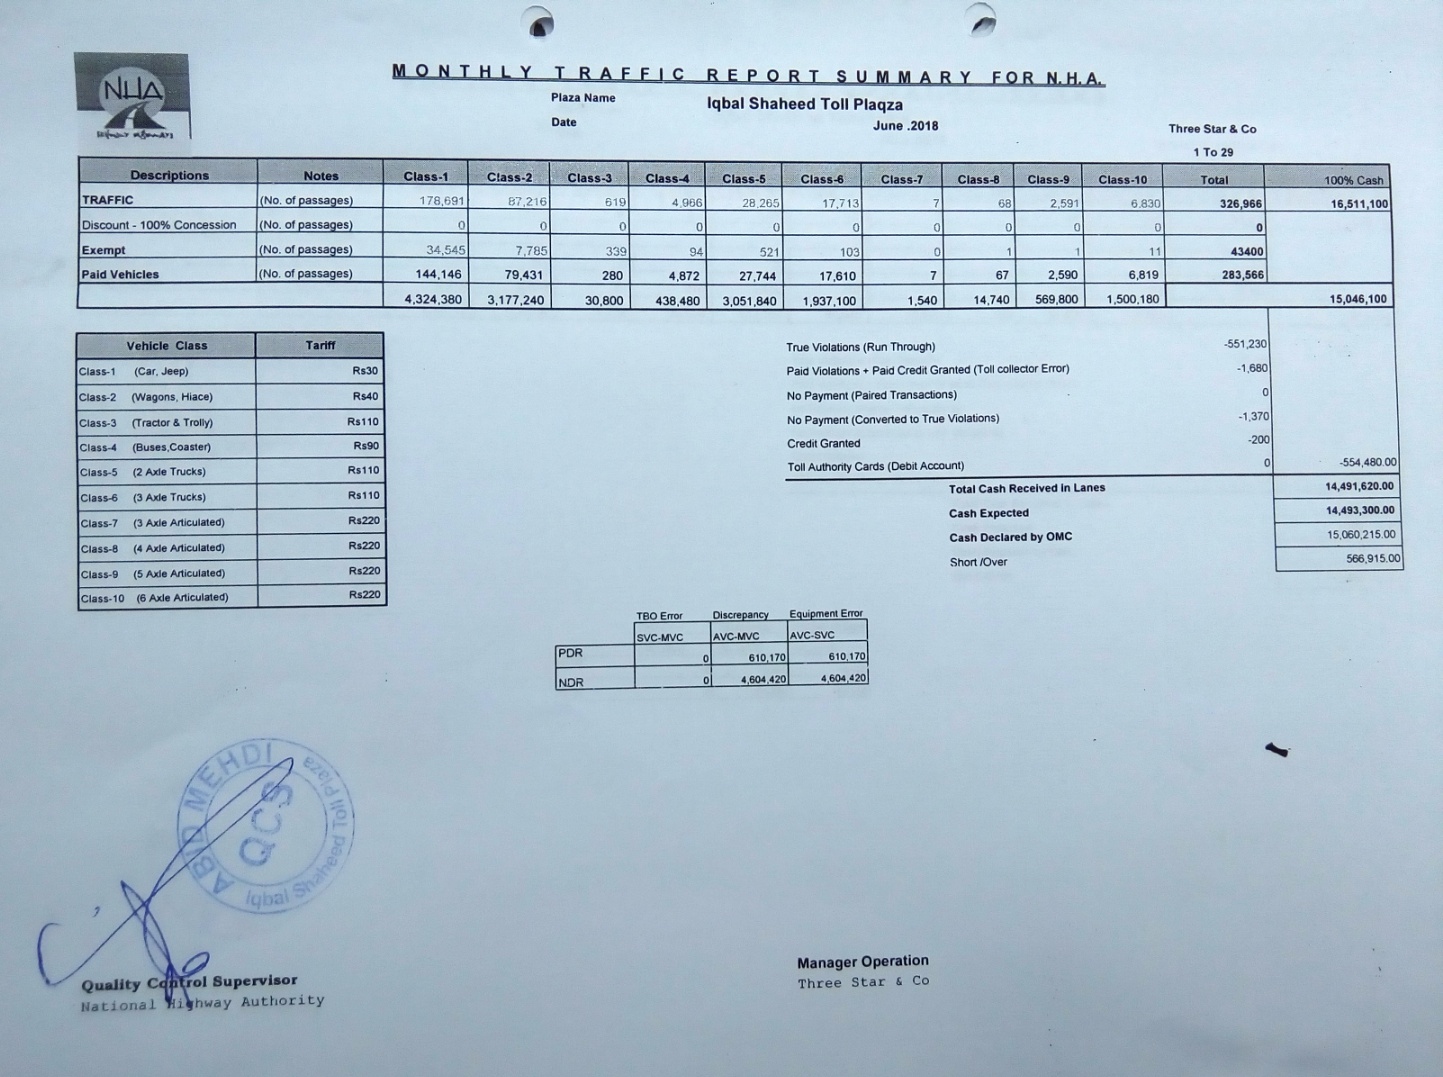 NHA
MONTHLY TRAFFIC REPORT SUMMARY FOR N.H.A.
Plaza Name Iqbal Shaheed Toll Plaqza
Date June .2018
Three Star & Co
1 To 29
Descriptions Notes Class-1 Class-2 Class-3 Class-4 Class-5 Class-6 Class-7 Class-8 Class-9 Class-10 Total 100% Cash
TRAFFIC (No. of passages) 178,691 87,216 619 4,966 28,265 17,713 7 68 2,591 6,830 326,966 16,511,100
Discount - 100% Concession (No. of passages) 0 0 0 0 0 0 0 0 0 0 0
Exempt (No. of passages) 34,545 7,785 339 94 521 103 0 1 1 11 43400
Paid Vehicles (No. of passages) 144,146 79,431 280 4,872 27,744 17,610 7 67 2,590 6,819 283,566
4,324,380 3,177,240 30,800 438,480 3,051,840 1,937,100 1,540 14,740 569,800 1,500,180 15,046,100
Vehicle Class Tariff
Class-1 (Car, Jeep) Rs30
Class-2 (Wagons, Hiace) Rs40
Class-3 (Tractor & Trolly) Rs110
Class-4 (Buses,Coaster) Rs90
Class-5 (2 Axle Trucks) Rs110
Class-6 (3 Axle Trucks) Rs110
Class-7 (3 Axle Articulated) Rs220
Class-8 (4 Axle Articulated) Rs220
Class-9 (5 Axle Articulated) Rs220
Class-10 (6 Axle Articulated) Rs220
True Violations (Run Through) -551,230
Paid Violations + Paid Credit Granted (Toll collector Error) -1,680
No Payment (Paired Transactions) 0
No Payment (Converted to True Violations) -1,370
Credit Granted -200
Toll Authority Cards (Debit Account) 0 -554,480.00
Total Cash Received in Lanes 14,491,620.00
Cash Expected 14,493,300.00
Cash Declared by OMC 15,060,215.00
Short /Over 566,915.00
TBO Error Discrepancy Equipment Error
SVC-MVC AVC-MVC AVC-SVC
PDR 0 610,170 610,170
NDR 0 4,604,420 4,604,420
ABID MEHDI
QCS
Iqbal Shaheed Toll Plaza
Quality Control Supervisor
National Highway Authority
Manager Operation
Three Star & Co